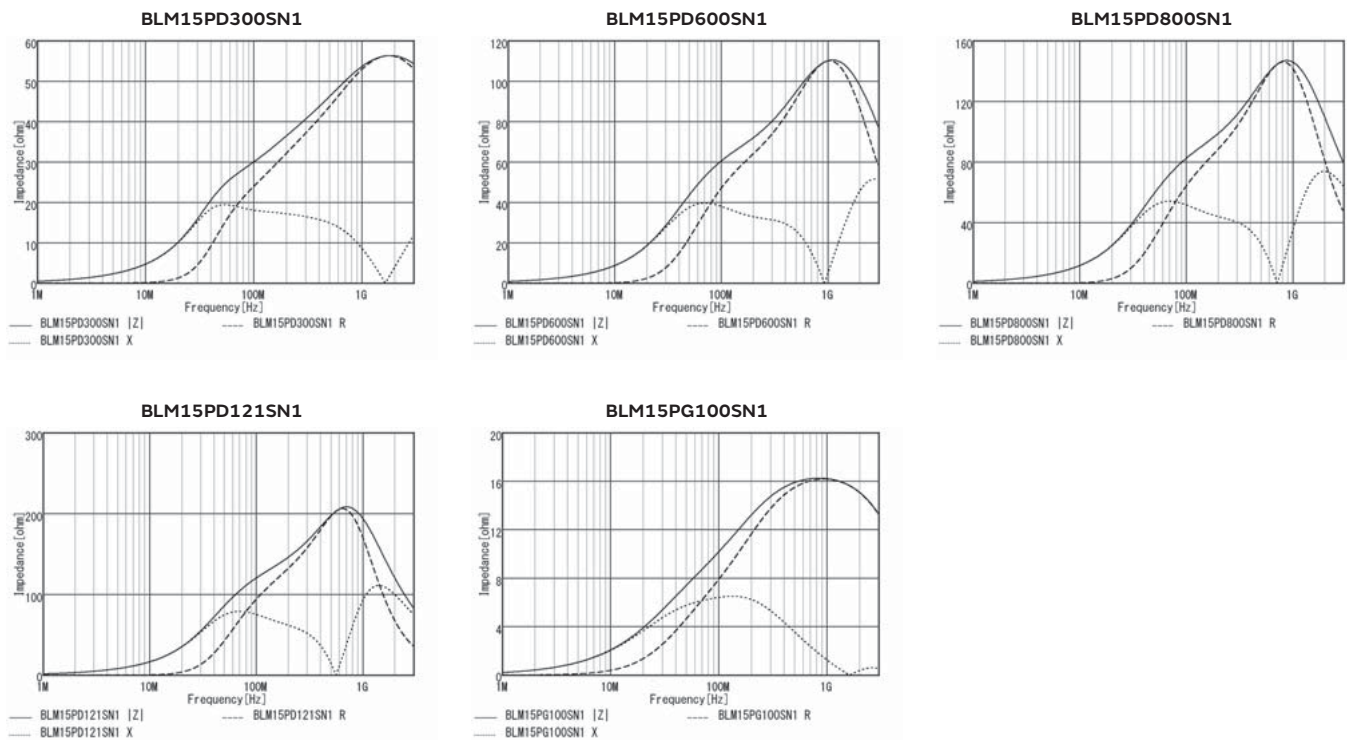 BLM15PD300SN1
60
50
40
30
20
10
0
Impedance[ohm]
1M 10M 100M 1G
Frequency[Hz]
BLM15PD300SN1 |Z| BLM15PD300SN1 R
BLM15PD300SN1 X
BLM15PD600SN1
120
100
80
60
40
20
0
Impedance[ohm]
1M 10M 100M 1G
Frequency[Hz]
BLM15PD600SN1 |Z| BLM15PD600SN1 R
BLM15PD600SN1 X
BLM15PD800SN1
160
120
80
40
0
Impedance[ohm]
1M 10M 100M 1G
Frequency[Hz]
BLM15PD800SN1 |Z| BLM15PD800SN1 R
BLM15PD800SN1 X
BLM15PD121SN1
300
200
100
0
Impedance[ohm]
1M 10M 100M 1G
Frequency[Hz]
BLM15PD121SN1 |Z| BLM15PD121SN1 R
BLM15PD121SN1 X
BLM15PG100SN1
20
16
12
8
4
0
Impedance[ohm]
1M 10M 100M 1G
Frequency[Hz]
BLM15PG100SN1 |Z| BLM15PG100SN1 R
BLM15PG100SN1 X